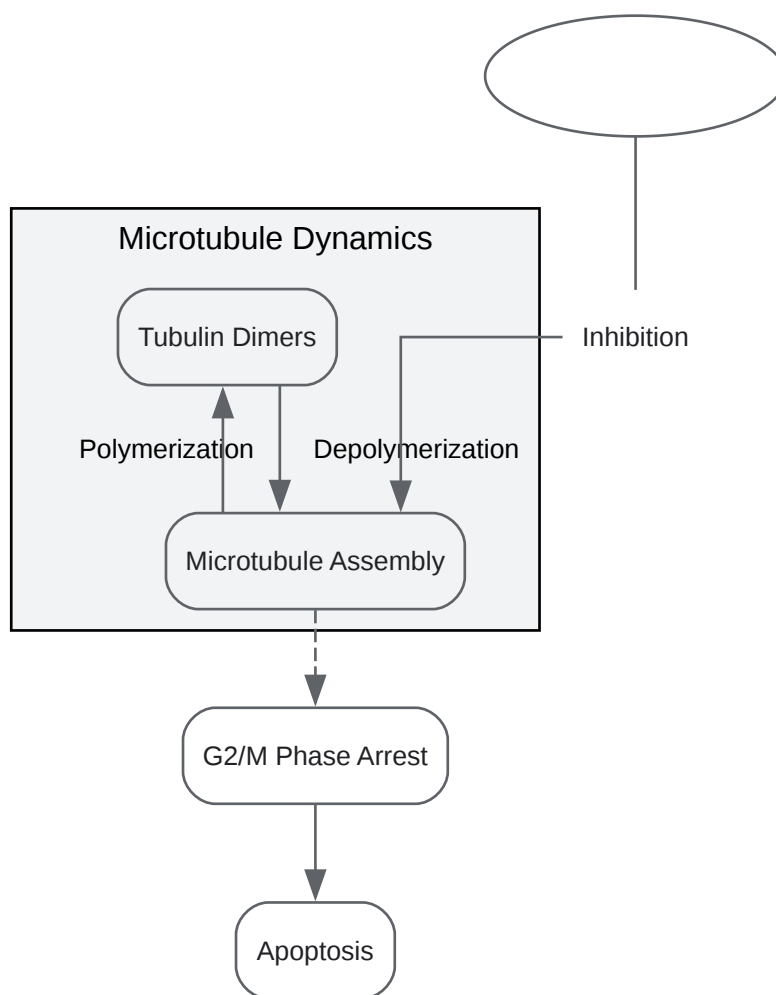 Microtubule Dynamics
Tubulin Dimers
Inhibition
Polymerization
Depolymerization
Microtubule Assembly
G2/M Phase Arrest
Apoptosis